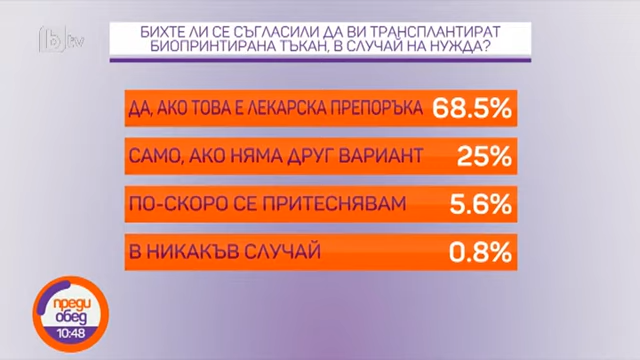 btv
БИХТЕ ЛИ СЕ СЪГЛАСИЛИ ДА ВИ ТРАНСПЛАНТИРАТ
БИОПРИНТИРАНА ТЪКАН, В СЛУЧАЙ НА НУЖДА?
ДА, АКО ТОВА Е ЛЕКАРСКА ПРЕПОРЪКА 68.5%
САМО, АКО НЯМА ДРУГ ВАРИАНТ 25%
ПО-СКОРО СЕ ПРИТЕСНЯВАМ 5.6%
В НИКАКЪВ СЛУЧАЙ 0.8%
преди
обед
10:48